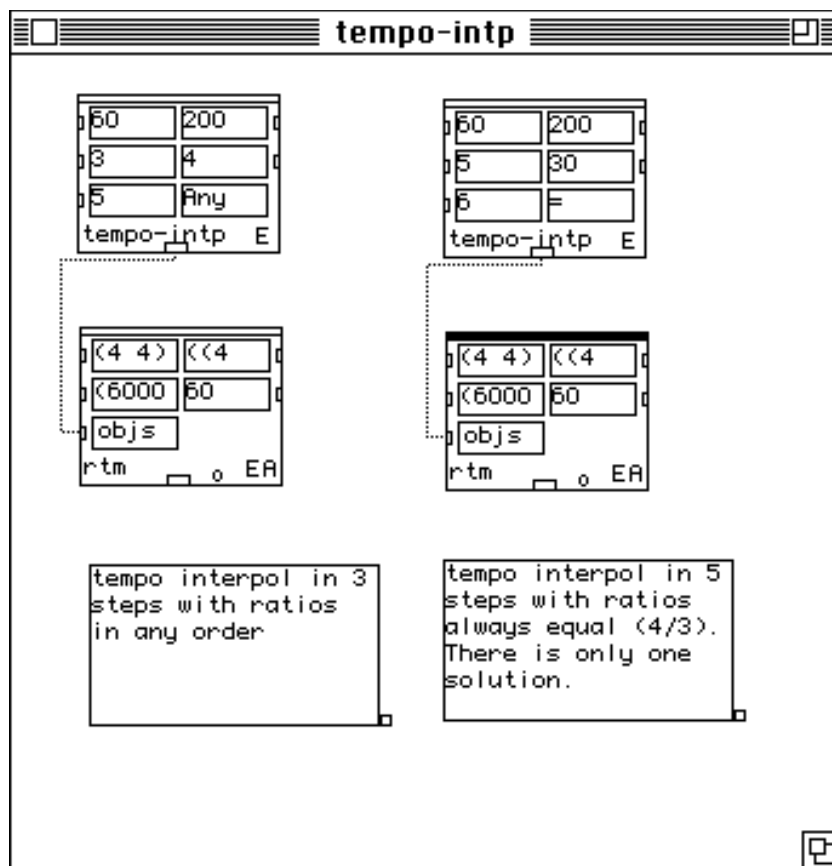 tempo-intp
60 200
3 4
5 Any
tempo-intp E
60 200
5 30
6 =
tempo-intp E
(4 4) ((4
(6000 60
objs
rtm o EA
(4 4) ((4
(6000 60
objs
rtm o EA
tempo interpol in 3
steps with ratios
in any order
tempo interpol in 5
steps with ratios
always equal (4/3).
There is only one
solution.